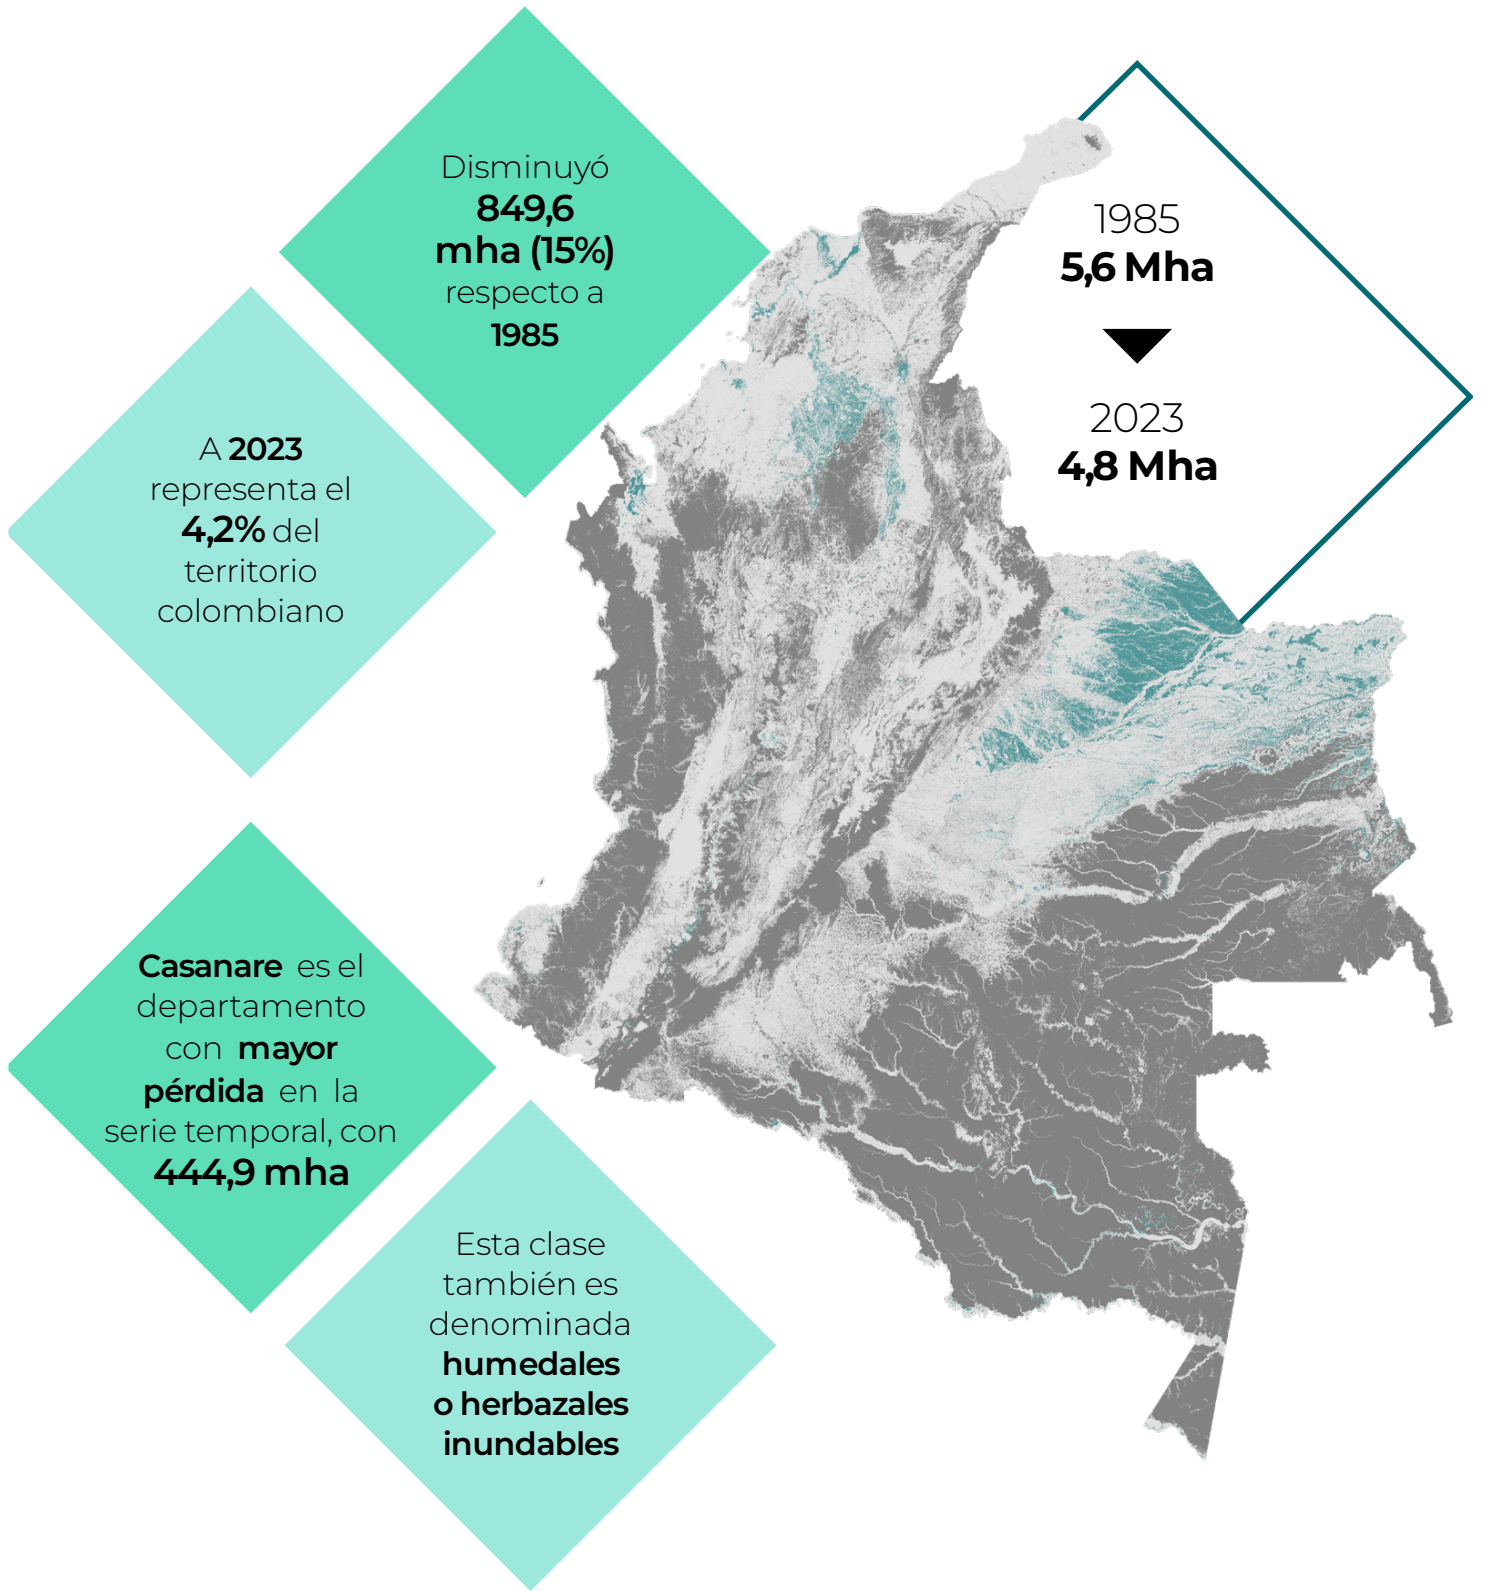 Disminuyó
849,6
mha (15%)
respecto a
1985
1985
5,6 Mha
2023
4,8 Mha
A 2023
representa el
4,2% del
territorio
colombiano
Casanare es el
departamento
con mayor
pérdida en la
serie temporal, con
444,9 mha
Esta clase
también es
denominada
humedales
o herbazales
inundables